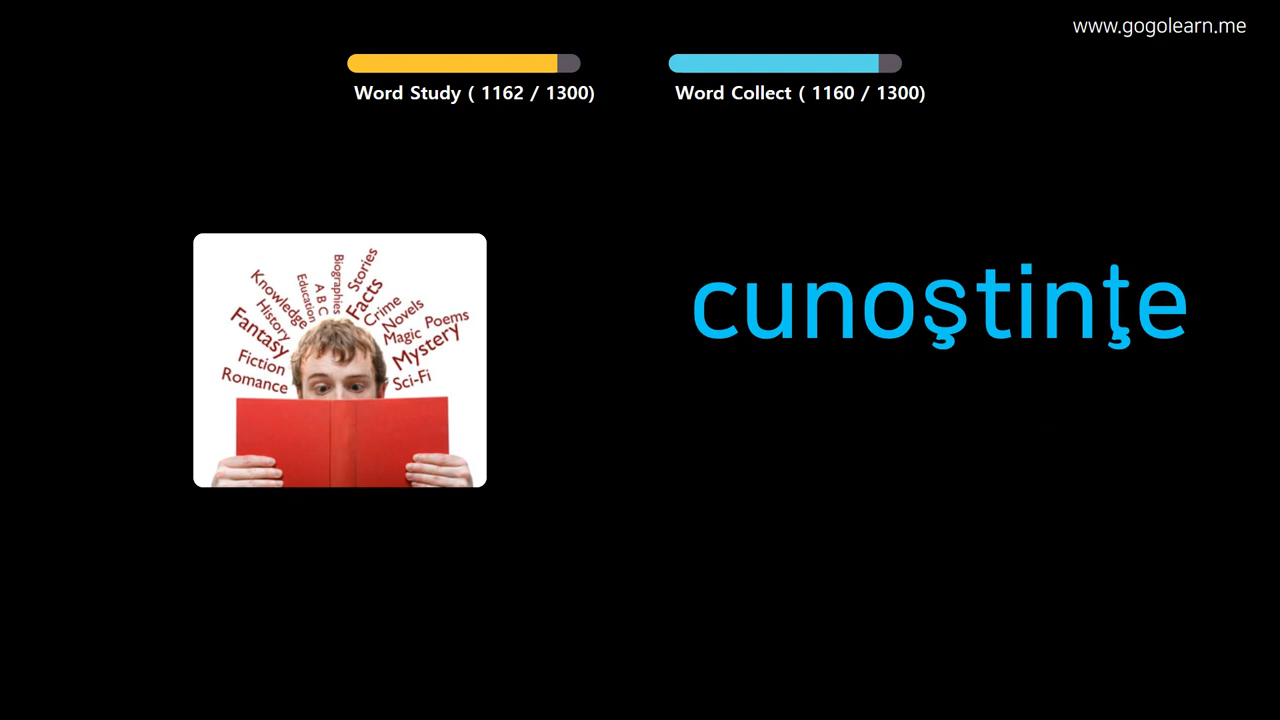 www.gogolearn.me
Word Study ( 1162 / 1300)
Word Collect ( 1160 / 1300)
cunoştinţe
Knowledge
History
Fantasy
Fiction
Romance
Education
A B C
Biographies
Stories
Facts
Crime
Novels
Magic
Poems
Mystery
Sci-Fi